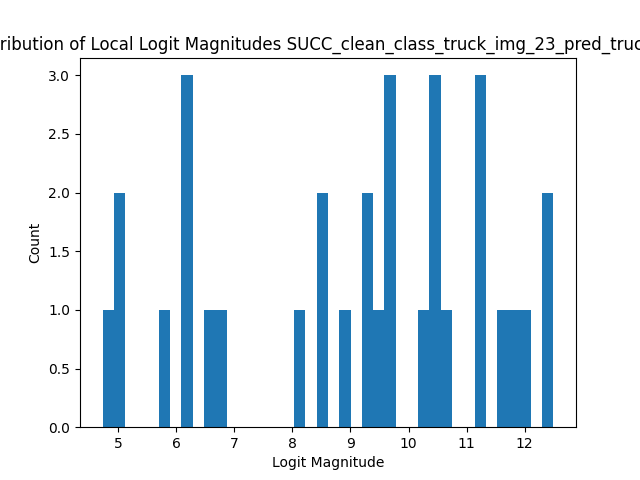 ribution of Local Logit Magnitudes SUCC_clean_class_truck_img_23_pred_truc
3.0
2.5
2.0
1.5
1.0
0.5
0.0
Count
5 6 7 8 9 10 11 12
Logit Magnitude